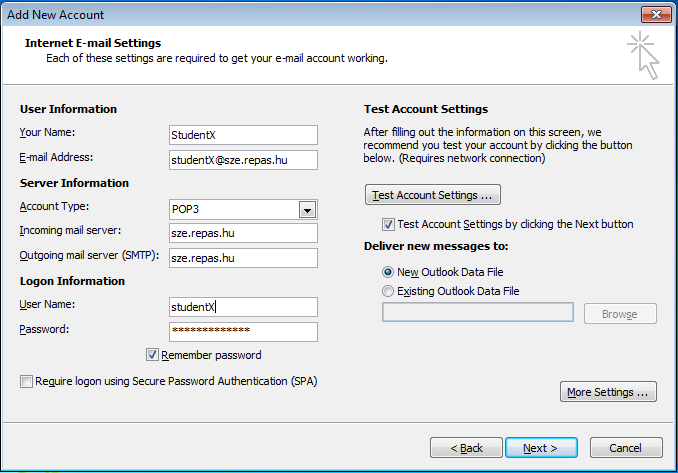 Add New Account
Internet E-mail Settings
Each of these settings are required to get your e-mail account working.
User Information
Your Name:
StudentX
E-mail Address:
studentX@sze.repas.hu
Server Information
Account Type:
POP3
Incoming mail server:
sze.repas.hu
Outgoing mail server (SMTP):
sze.repas.hu
Logon Information
User Name:
studentX
Password:
*************
Remember password
Require logon using Secure Password Authentication (SPA)
Test Account Settings
After filling out the information on this screen, we
recommend you test your account by clicking the button
below. (Requires network connection)
Test Account Settings ...
Test Account Settings by clicking the Next button
Deliver new messages to:
New Outlook Data File
Existing Outlook Data File
Browse
More Settings ...
< Back
Next >
Cancel